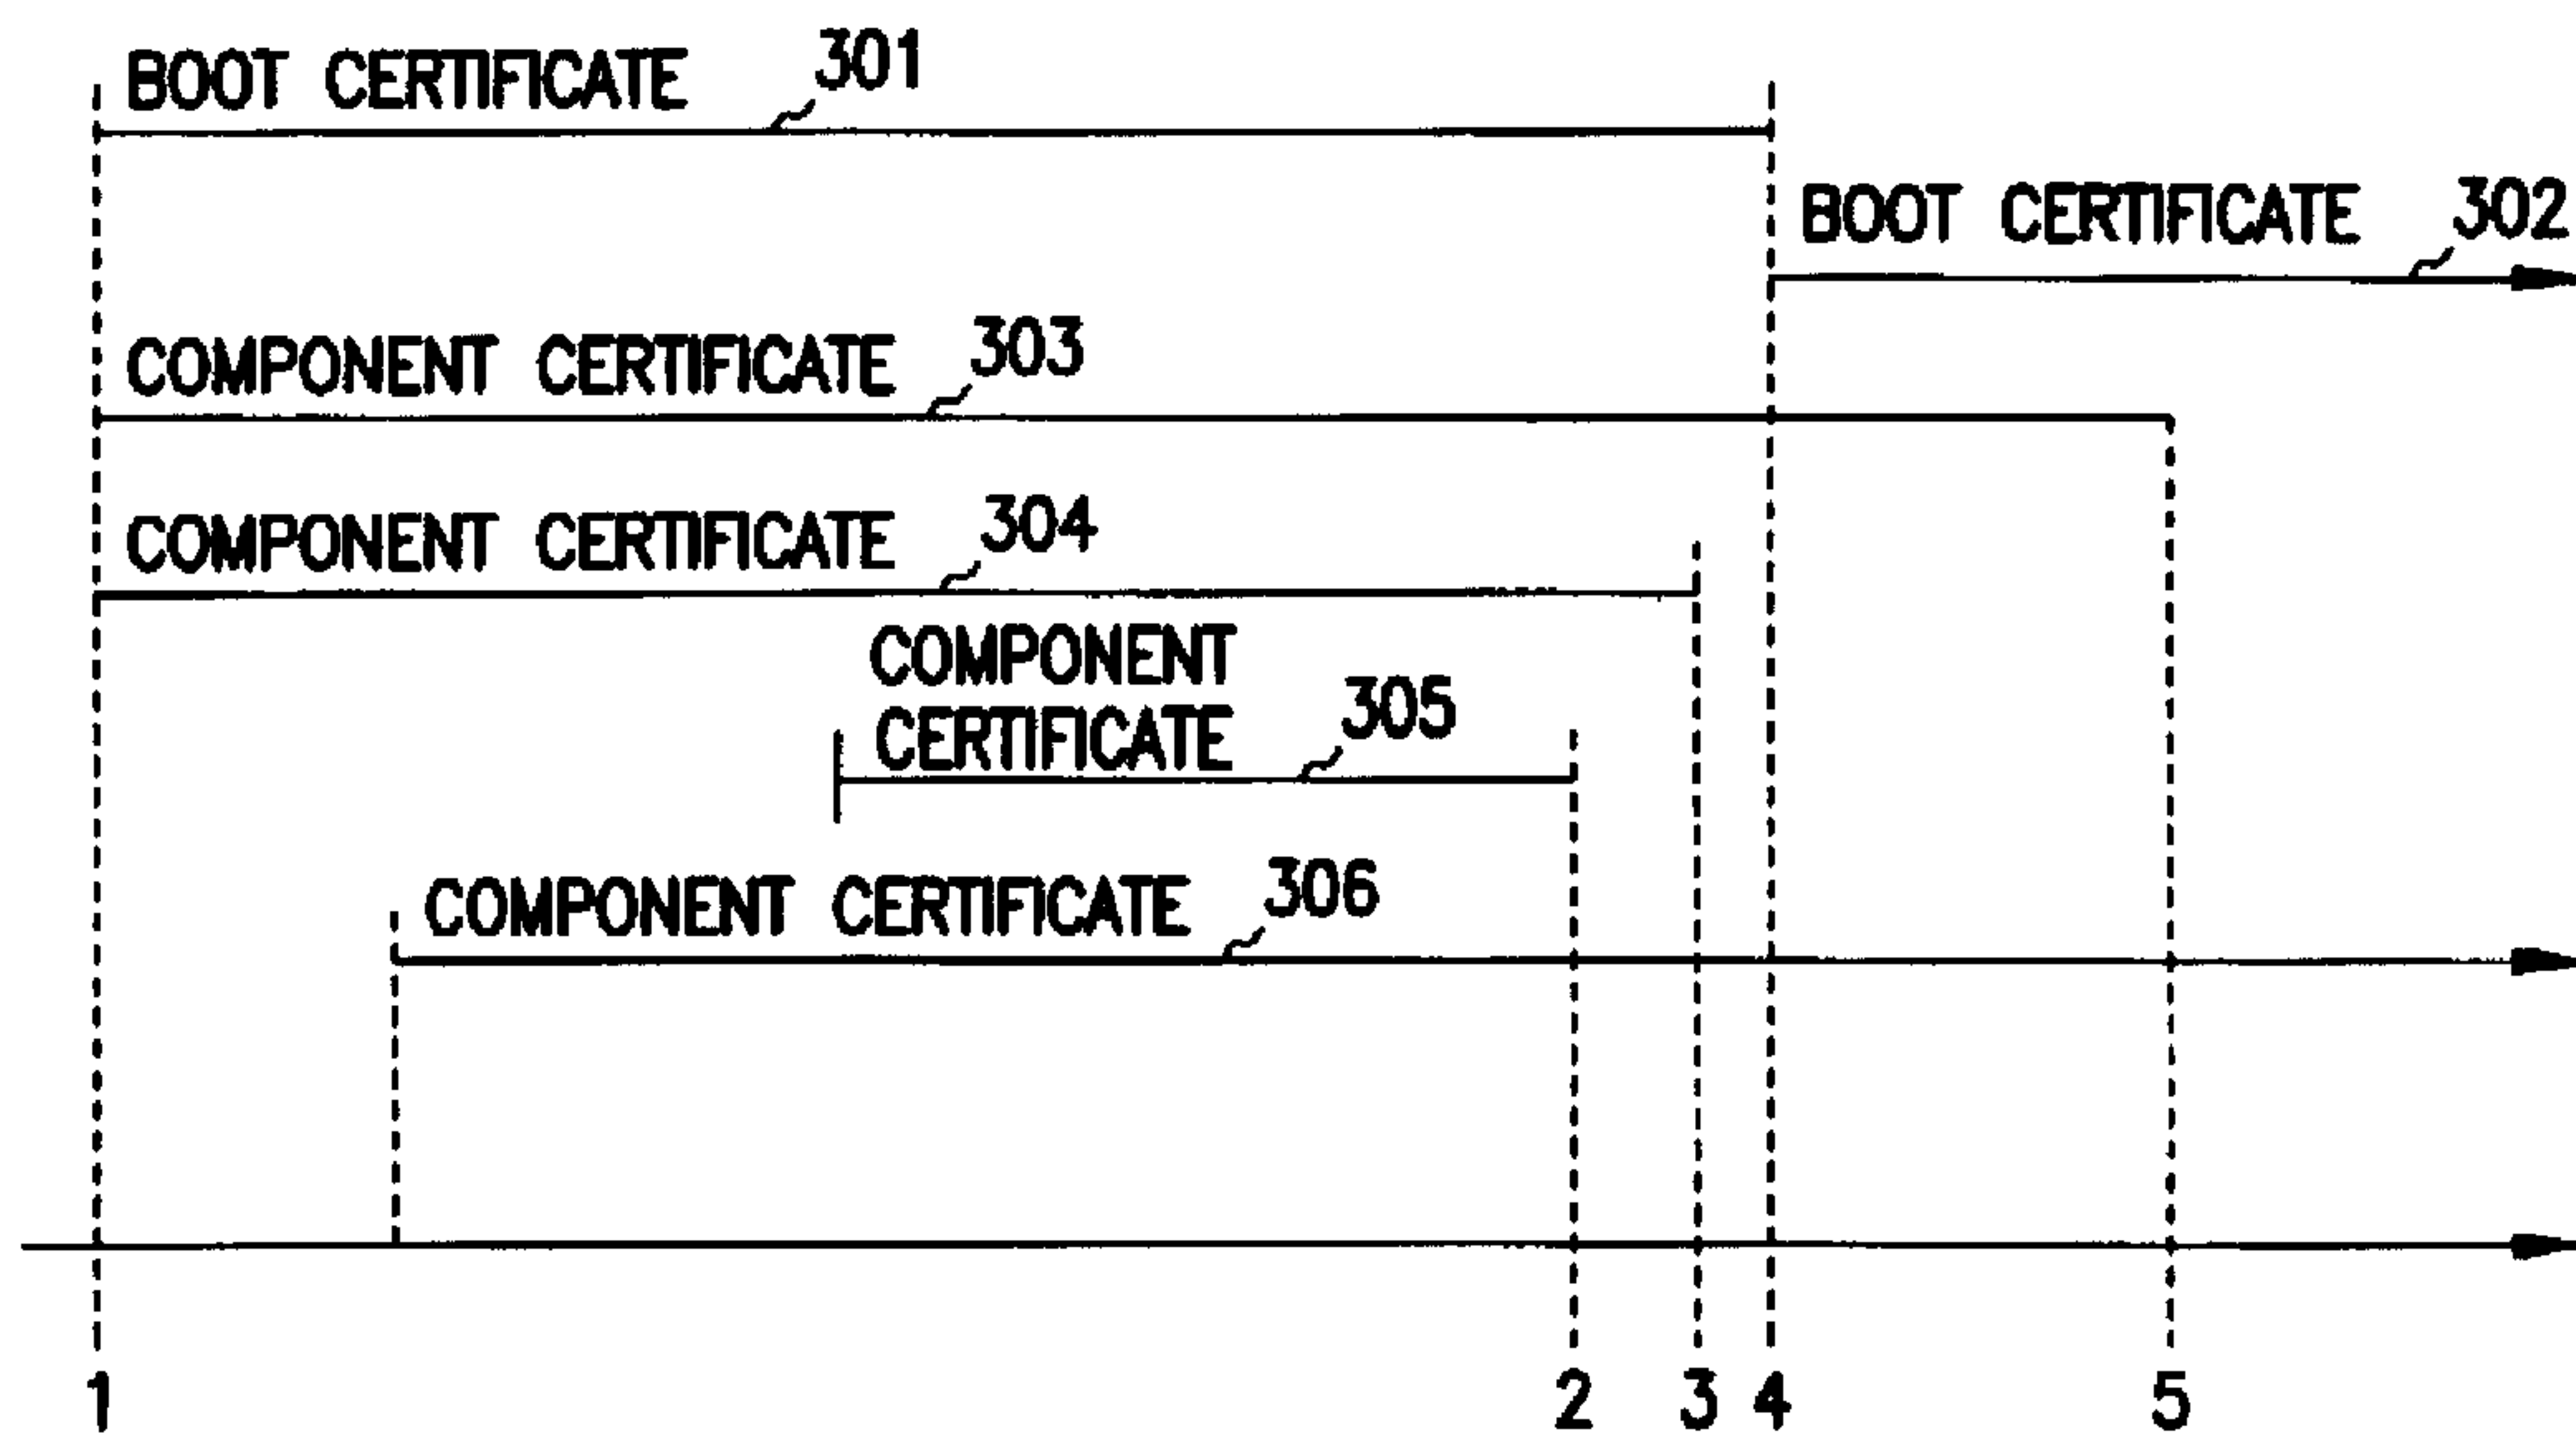 BOOT CERTIFICATE 301
BOOT CERTIFICATE 302
COMPONENT CERTIFICATE 303
COMPONENT CERTIFICATE 304
COMPONENT
CERTIFICATE 305
COMPONENT CERTIFICATE 306
1 2 3 4 5